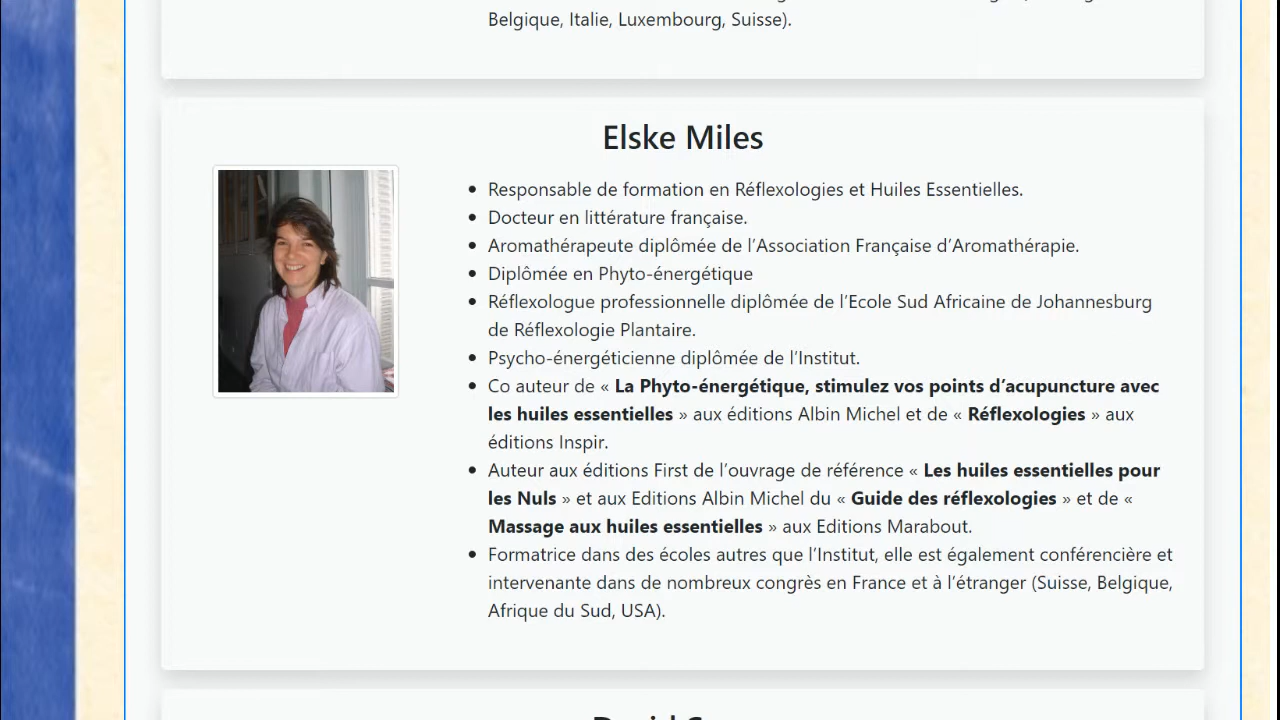 Belgique, Italie, Luxembourg, Suisse).
Elske Miles
Responsable de formation en Réflexologies et Huiles Essentielles.
Docteur en littérature française.
Aromathérapeute diplômée de l’Association Française d’Aromathérapie.
Diplômée en Phyto-énergétique
Réflexologue professionnelle diplômée de l’Ecole Sud Africaine de Johannesburg
de Réflexologie Plantaire.
Psycho-énergéticienne diplômée de l’Institut.
Co auteur de « La Phyto-énergétique, stimulez vos points d’acupuncture avec
les huiles essentielles » aux éditions Albin Michel et de « Réflexologies » aux
éditions Inspir.
Auteur aux éditions First de l’ouvrage de référence « Les huiles essentielles pour
les Nuls » et aux Editions Albin Michel du « Guide des réflexologies » et de «
Massage aux huiles essentielles » aux Editions Marabout.
Formatrice dans des écoles autres que l’Institut, elle est également conférencière et
intervenante dans de nombreux congrès en France et à l’étranger (Suisse, Belgique,
Afrique du Sud, USA).